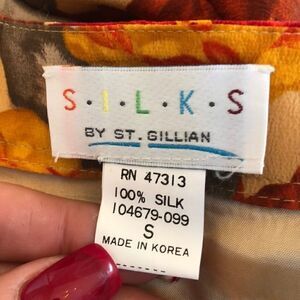 S·I·L·K·S
BY ST. GILLIAN
RN 47313
100% SILK
104679-099
S
MADE IN KOREA